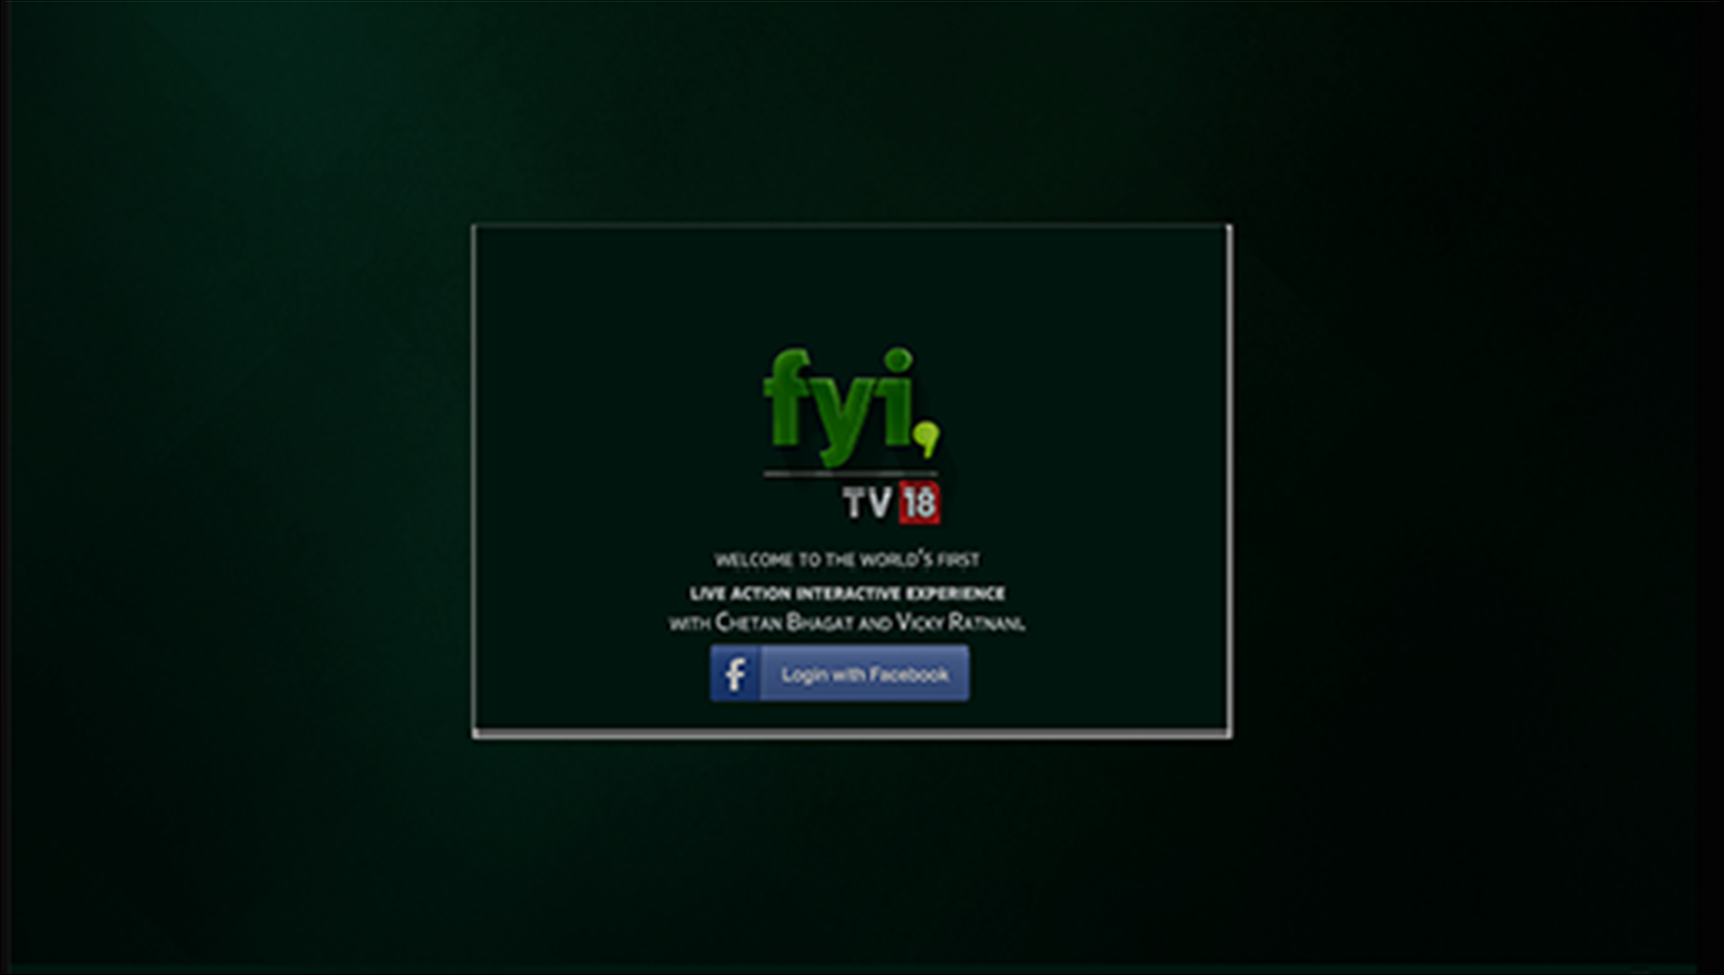 fyi,
TV 18
WELCOME TO THE WORLD'S FIRST
LIVE ACTION INTERACTIVE EXPERIENCE
WITH CHETAN BHAGAT AND VICKY RATNANI.
f Login with Facebook